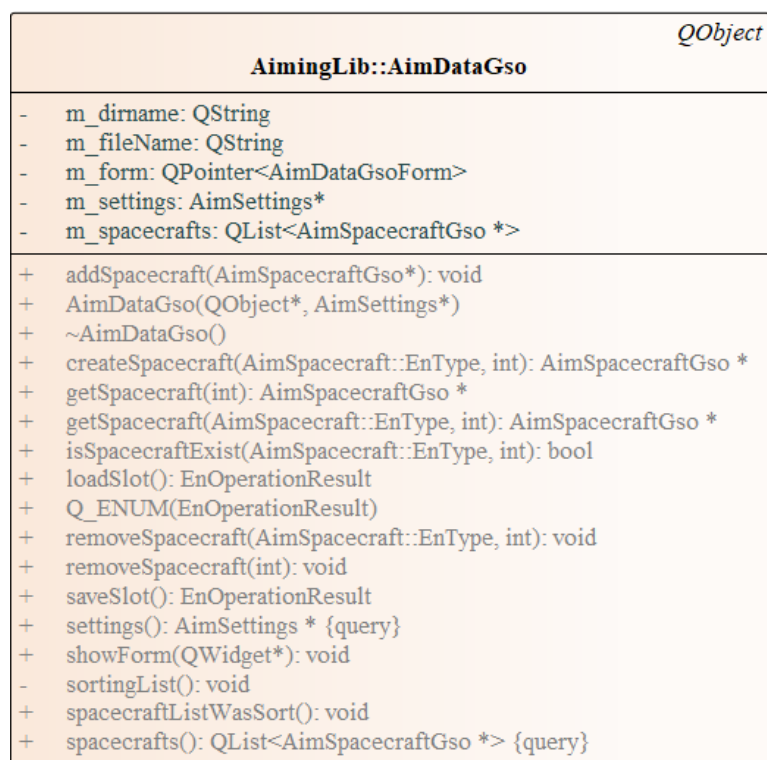 QObject
AimingLib::AimDataGso
- m_dirname: QString
- m_fileName: QString
- m_form: QPointer<AimDataGsoForm>
- m_settings: AimSettings*
- m_spacecrafts: QList<AimSpacecraftGso *>
+ addSpacecraft(AimSpacecraftGso*): void
+ AimDataGso(QObject*, AimSettings*)
+ ~AimDataGso()
+ createSpacecraft(AimSpacecraft::EnType, int): AimSpacecraftGso *
+ getSpacecraft(int): AimSpacecraftGso *
+ getSpacecraft(AimSpacecraft::EnType, int): AimSpacecraftGso *
+ isSpacecraftExist(AimSpacecraft::EnType, int): bool
+ loadSlot(): EnOperationResult
+ Q_ENUM(EnOperationResult)
+ removeSpacecraft(AimSpacecraft::EnType, int): void
+ removeSpacecraft(int): void
+ saveSlot(): EnOperationResult
+ settings(): AimSettings * {query}
+ showForm(QWidget*): void
- sortingList(): void
+ spacecraftListWasSort(): void
+ spacecrafts(): QList<AimSpacecraftGso *> {query}